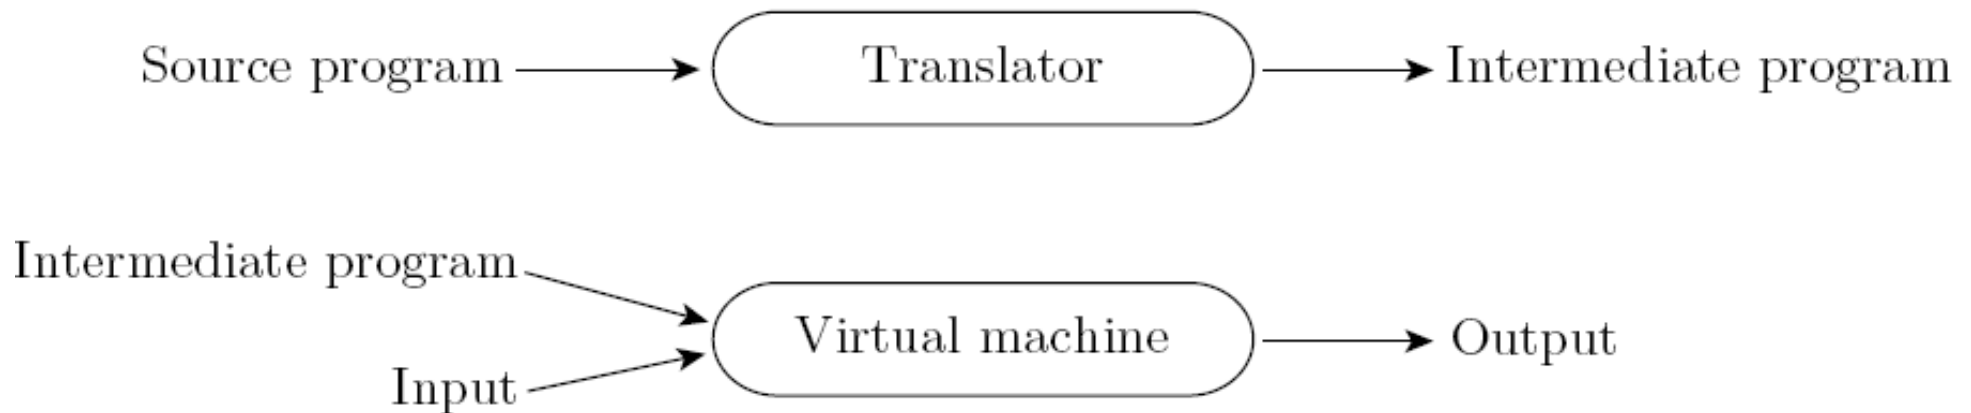 Source program Translator Intermediate program
Intermediate program
Virtual machine Output
Input